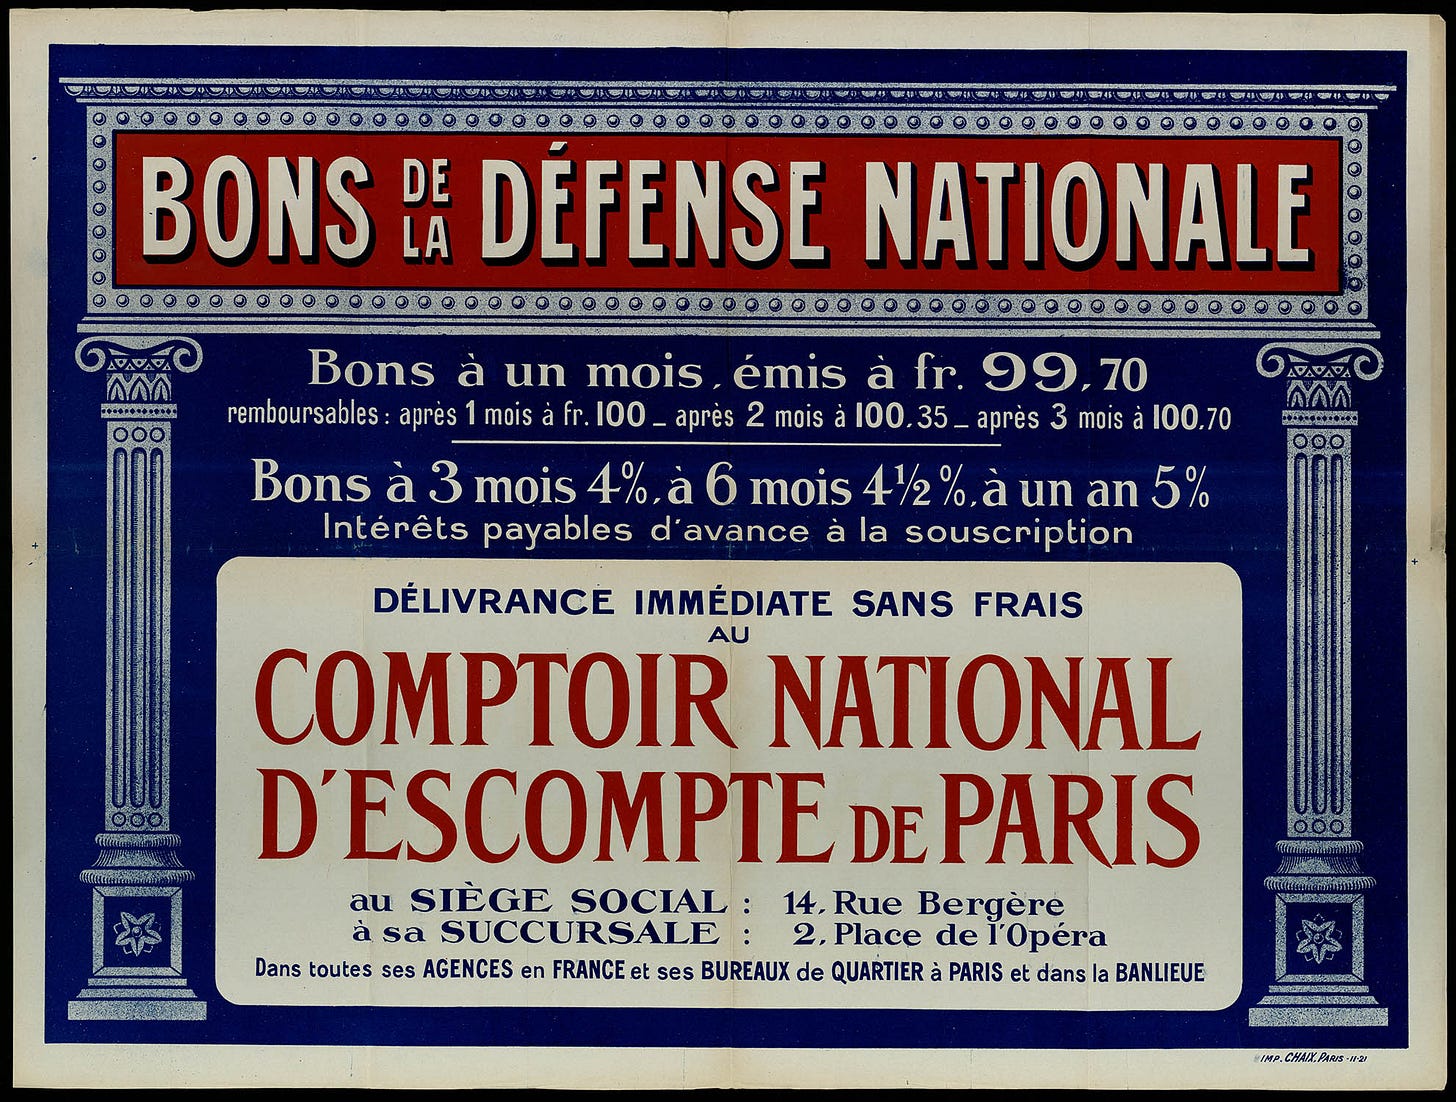 BONS DE LA DÉFENSE NATIONALE
Bons à un mois, émis à fr. 99,70
remboursables : après 1 mois à fr. 100 _ après 2 mois à 100,35 _ après 3 mois à 100,70
Bons à 3 mois 4%, à 6 mois 4½%, à un an 5%
Intérêts payables d'avance à la souscription
DÉLIVRANCE IMMÉDIATE SANS FRAIS
AU
COMPTOIR NATIONAL
D'ESCOMPTE DE PARIS
au SIÈGE SOCIAL : 14, Rue Bergère
à sa SUCCURSALE : 2, Place de l'Opéra
Dans toutes ses AGENCES en FRANCE et ses BUREAUX de QUARTIER à PARIS et dans la BANLIEUE
IMP. CHAIX, PARIS - 11-21